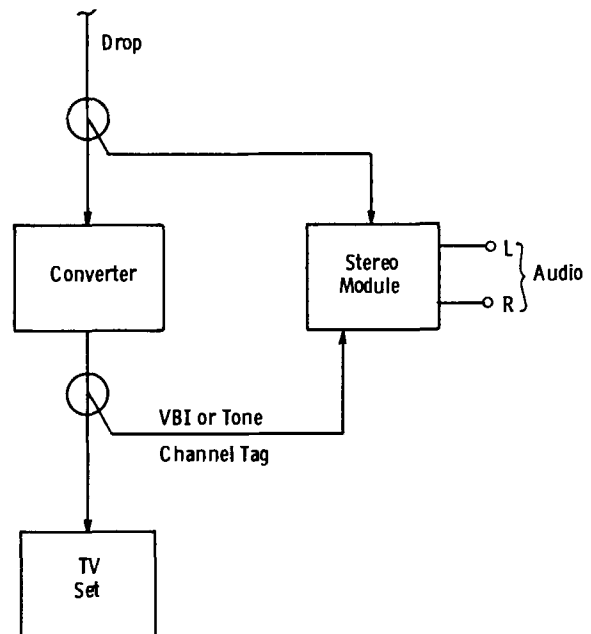 Drop
Converter
Stereo
Module
L
R
Audio
VBI or Tone
Channel Tag
TV
Set